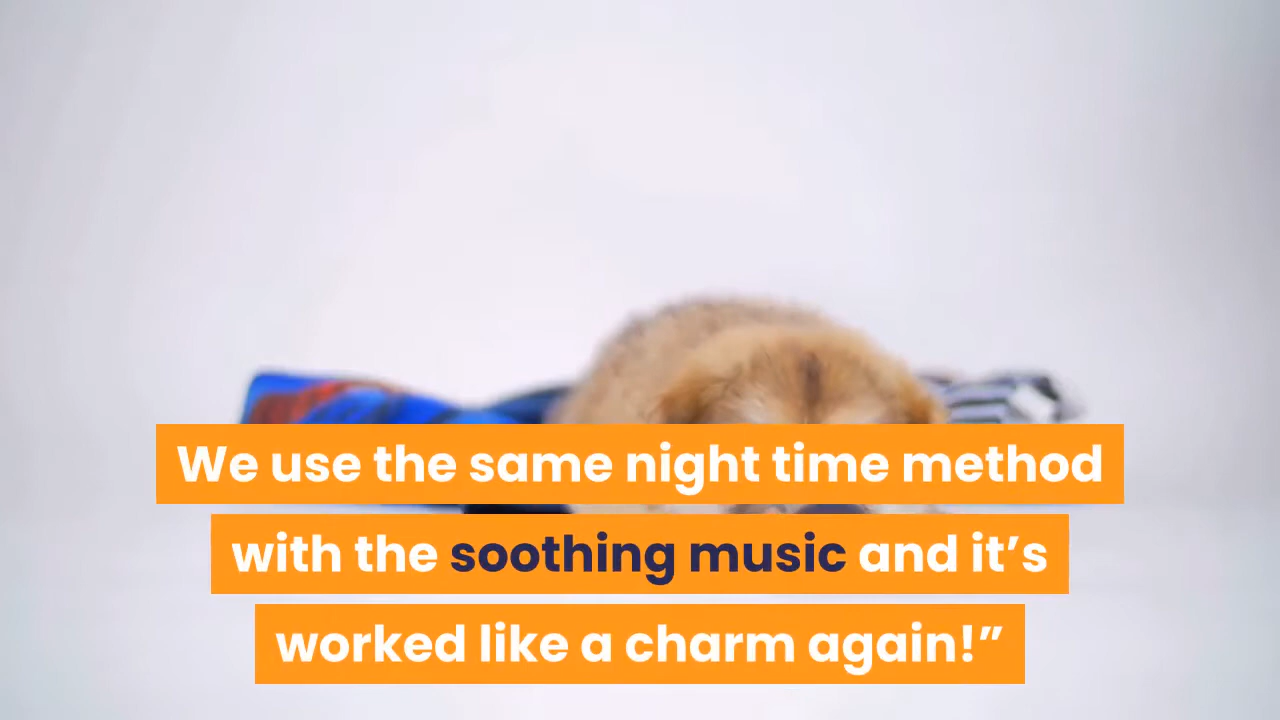 We use the same night time method
with the soothing music and it’s
worked like a charm again!”